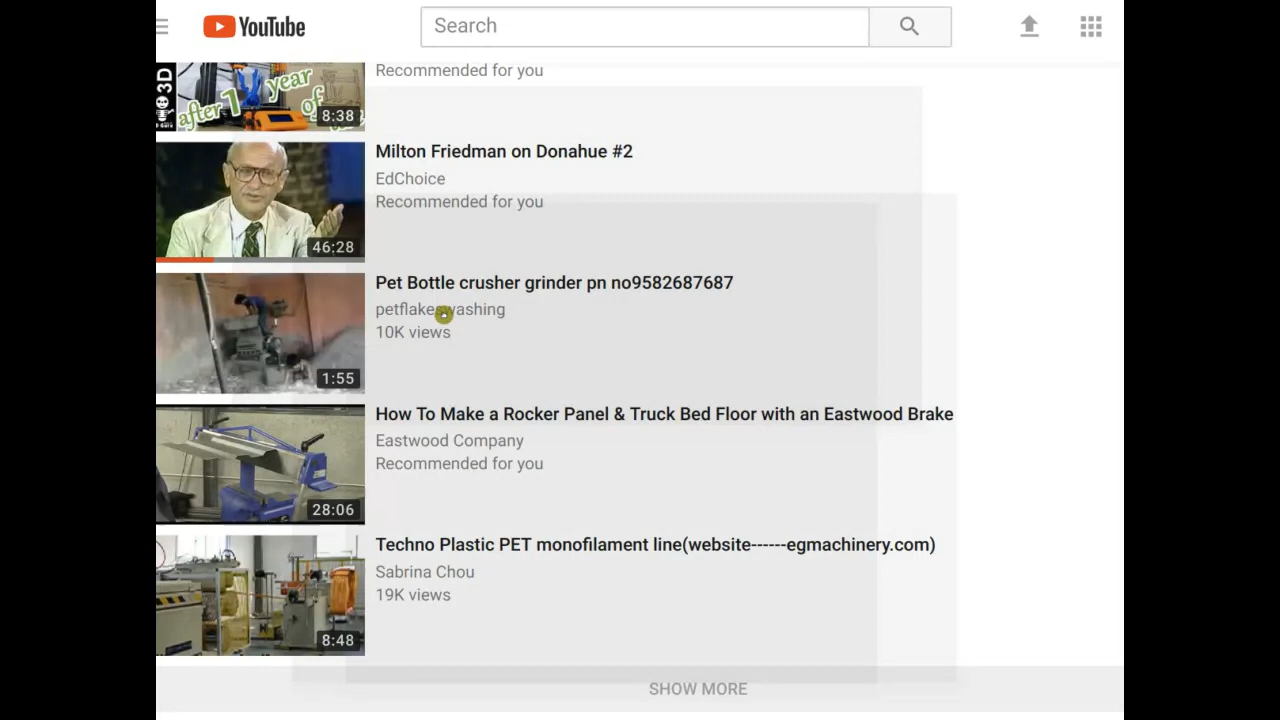 YouTube
Search
3D
after 1 year
of
8:38
Recommended for you
46:28
Milton Friedman on Donahue #2
EdChoice
Recommended for you
1:55
Pet Bottle crusher grinder pn no9582687687
petflakeswashing
10K views
28:06
How To Make a Rocker Panel & Truck Bed Floor with an Eastwood Brake
Eastwood Company
Recommended for you
8:48
Techno Plastic PET monofilament line(website------egmachinery.com)
Sabrina Chou
19K views
SHOW MORE